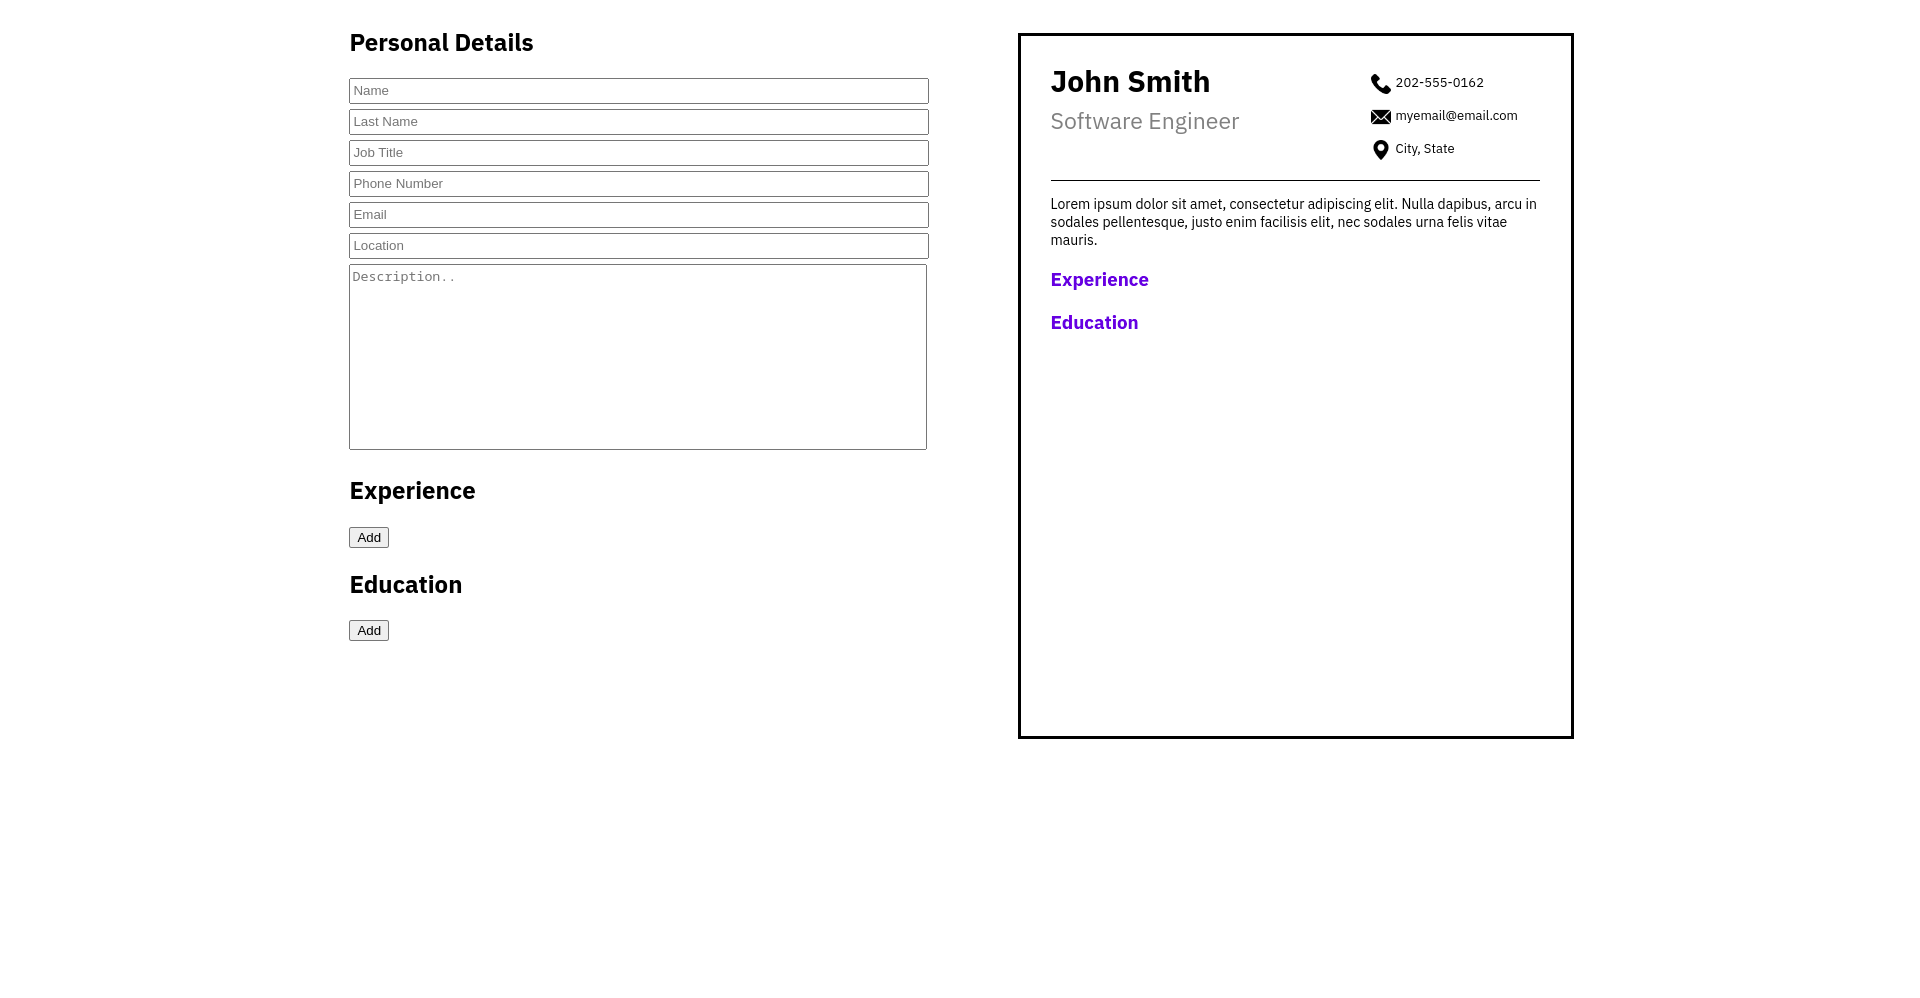 Personal Details
Name
Last Name
Job Title
Phone Number
Email
Location
Description..
Experience
Add
Education
Add
John Smith
Software Engineer
202-555-0162
myemail@email.com
City, State
Lorem ipsum dolor sit amet, consectetur adipiscing elit. Nulla dapibus, arcu in
sodales pellentesque, justo enim facilisis elit, nec sodales urna felis vitae
mauris.
Experience
Education